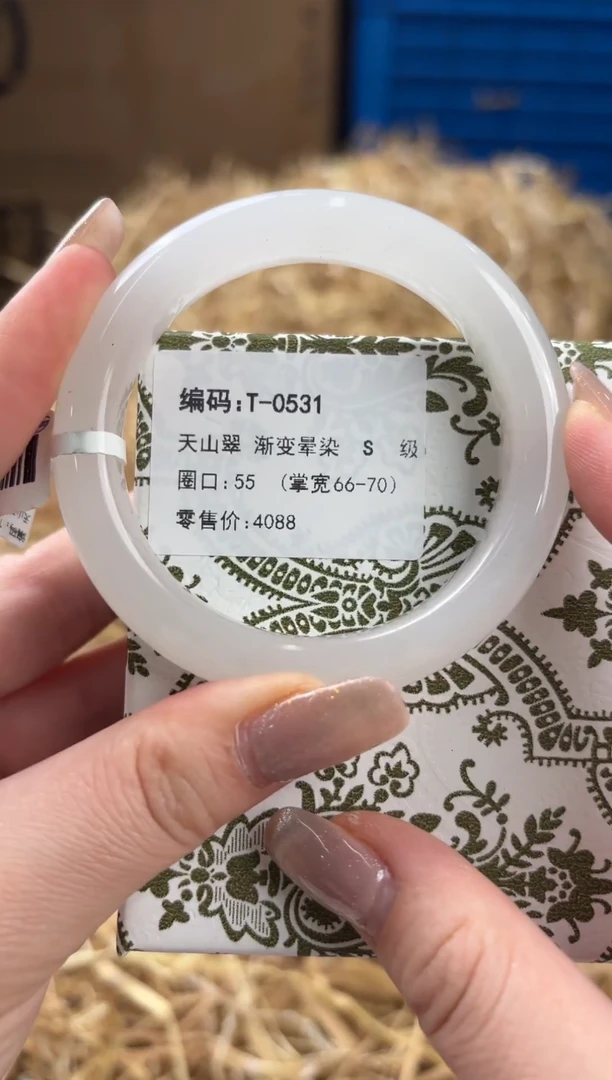 编码:T-0531
天山翠 渐变晕染 S 级
圈口:55 (掌宽66-70)
零售价:4088